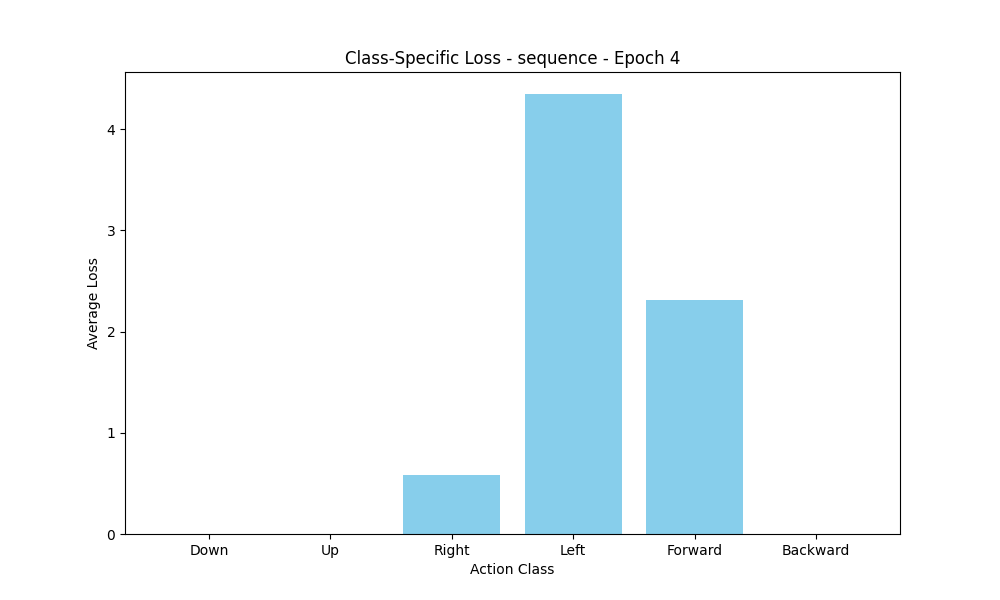 Class-Specific Loss - sequence - Epoch 4
4
3
2
1
0
Average Loss
Down Up Right Left Forward Backward
Action Class